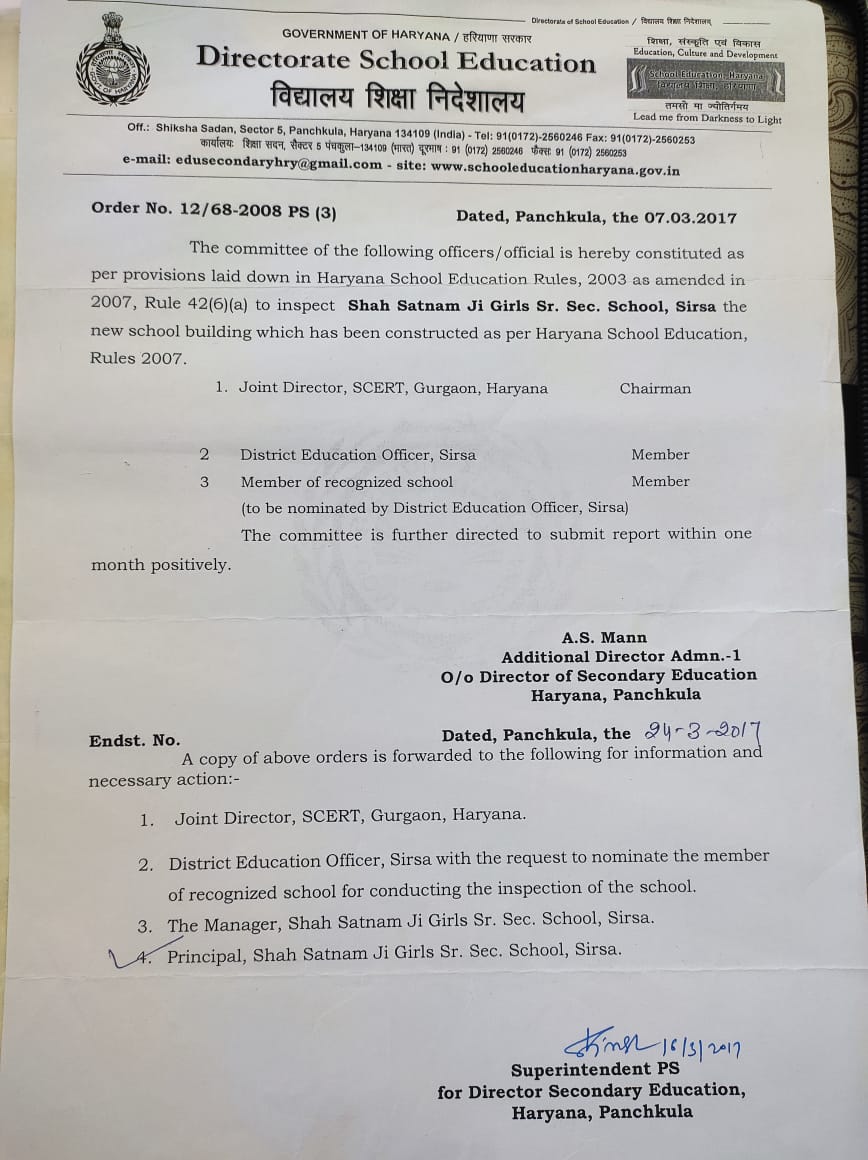 Directorate of School Education / विद्यालय शिक्षा निदेशालय
GOVERNMENT OF HARYANA / हरियाणा सरकार
Directorate School Education
विद्यालय शिक्षा निदेशालय
शिक्षा, संस्कृति एवं विकास
Education, Culture and Development
School Education, Haryana
विद्यालय शिक्षा, हरियाणा
तमसो मा ज्योतिर्गमय
Lead me from Darkness to Light
Off.: Shiksha Sadan, Sector 5, Panchkula, Haryana 134109 (India) - Tel: 91(0172)-2560246 Fax: 91(0172)-2560253
कार्यालय: शिक्षा सदन, सैक्टर 5 पंचकुला–134109 (भारत) दूरभाष : 91 (0172) 2560246 फैक्स: 91 (0172) 2560253
e-mail: edusecondaryhry@gmail.com - site: www.schooleducationharyana.gov.in
Order No. 12/68-2008 PS (3) Dated, Panchkula, the 07.03.2017
The committee of the following officers/official is hereby constituted as
per provisions laid down in Haryana School Education Rules, 2003 as amended in
2007, Rule 42(6)(a) to inspect Shah Satnam Ji Girls Sr. Sec. School, Sirsa the
new school building which has been constructed as per Haryana School Education,
Rules 2007.
1. Joint Director, SCERT, Gurgaon, Haryana Chairman
2 District Education Officer, Sirsa Member
3 Member of recognized school Member
(to be nominated by District Education Officer, Sirsa)
The committee is further directed to submit report within one
month positively.
A.S. Mann
Additional Director Admn.-1
O/o Director of Secondary Education
Haryana, Panchkula
Endst. No. Dated, Panchkula, the 24-3-2017
A copy of above orders is forwarded to the following for information and
necessary action:-
1. Joint Director, SCERT, Gurgaon, Haryana.
2. District Education Officer, Sirsa with the request to nominate the member
of recognized school for conducting the inspection of the school.
3. The Manager, Shah Satnam Ji Girls Sr. Sec. School, Sirsa.
4. Principal, Shah Satnam Ji Girls Sr. Sec. School, Sirsa.
16/3/2017
Superintendent PS
for Director Secondary Education,
Haryana, Panchkula